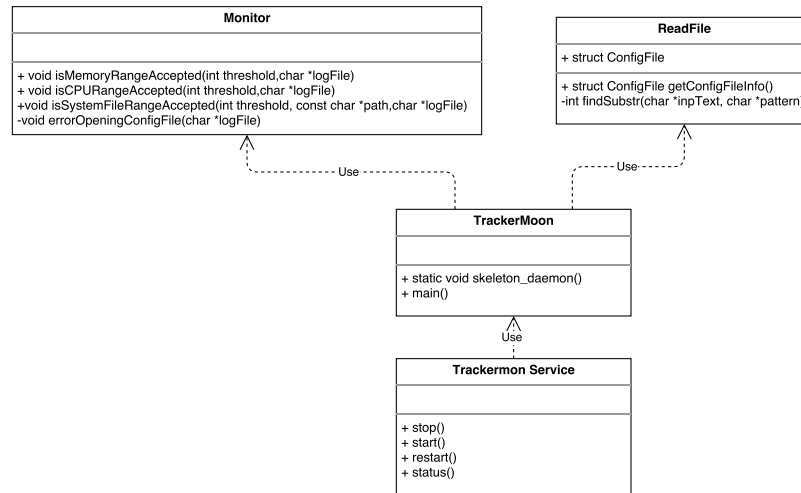 Monitor
+ void isMemoryRangeAccepted(int threshold,char *logFile)
+ void isCPURangeAccepted(int threshold,char *logFile)
+void isSystemFileRangeAccepted(int threshold, const char *path,char *logFile)
-void errorOpeningConfigFile(char *logFile)
ReadFile
+ struct ConfigFile
+ struct ConfigFile getConfigFileInfo()
-int findSubstr(char *inpText, char *pattern)
Use
Use
TrackerMoon
+ static void skeleton_daemon()
+ main()
Use
Trackermon Service
+ stop()
+ start()
+ restart()
+ status()